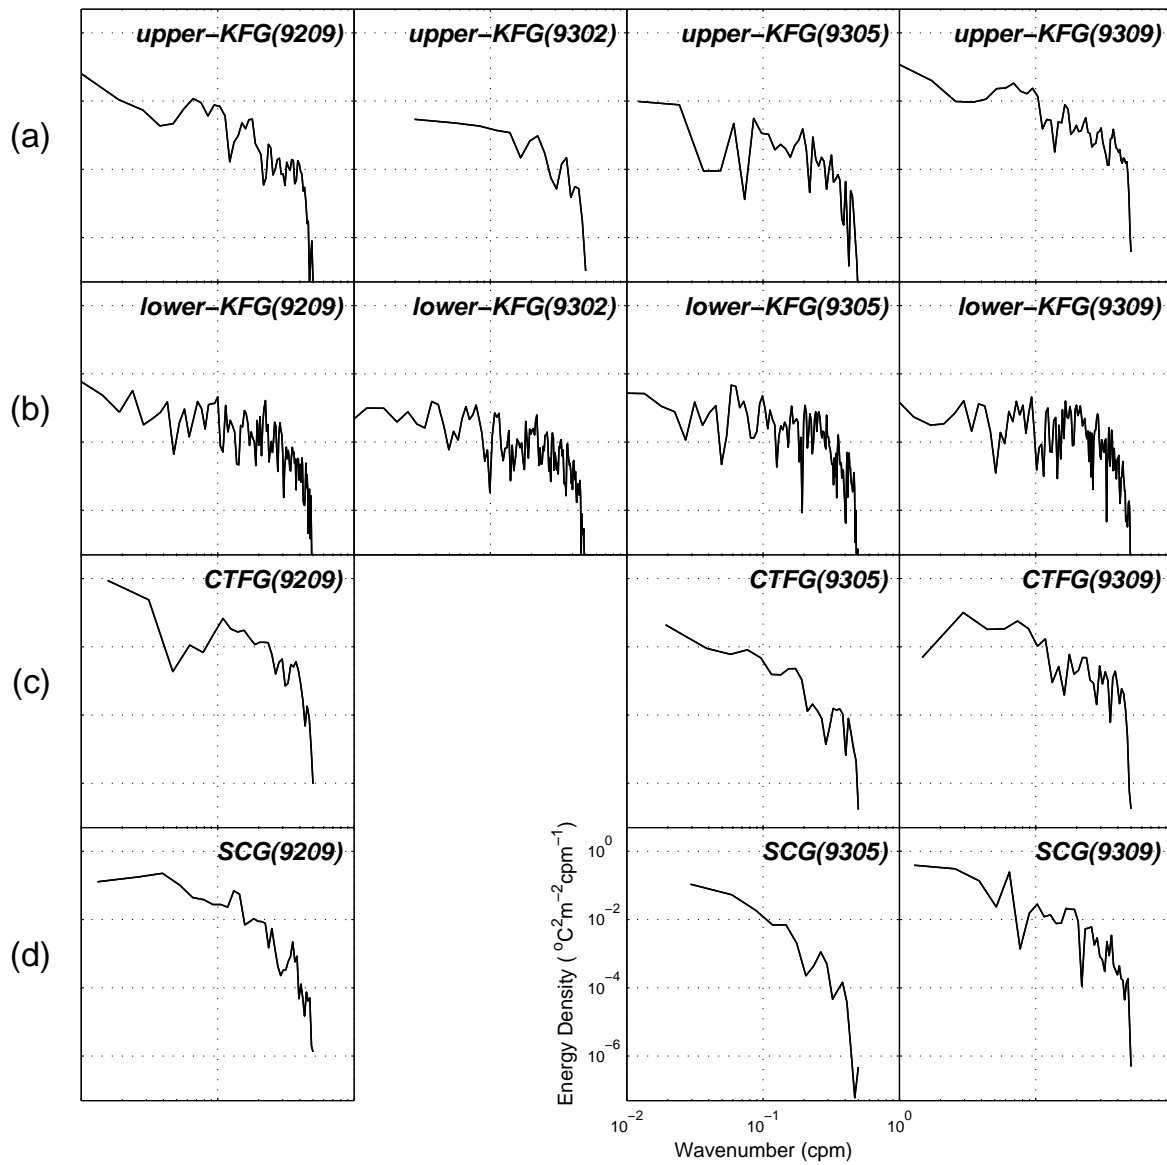 upper−KFG(9209) upper−KFG(9302) upper−KFG(9305) upper−KFG(9309)
(a)
lower−KFG(9209) lower−KFG(9302) lower−KFG(9305) lower−KFG(9309)
(b)
CTFG(9209) CTFG(9305) CTFG(9309)
(c)
SCG(9209) SCG(9305) SCG(9309)
(d)
Energy Density ( °C²m⁻²cpm⁻¹)
10⁰
10⁻²
10⁻⁴
10⁻⁶
10⁻² 10⁻¹ 10⁰
Wavenumber (cpm)